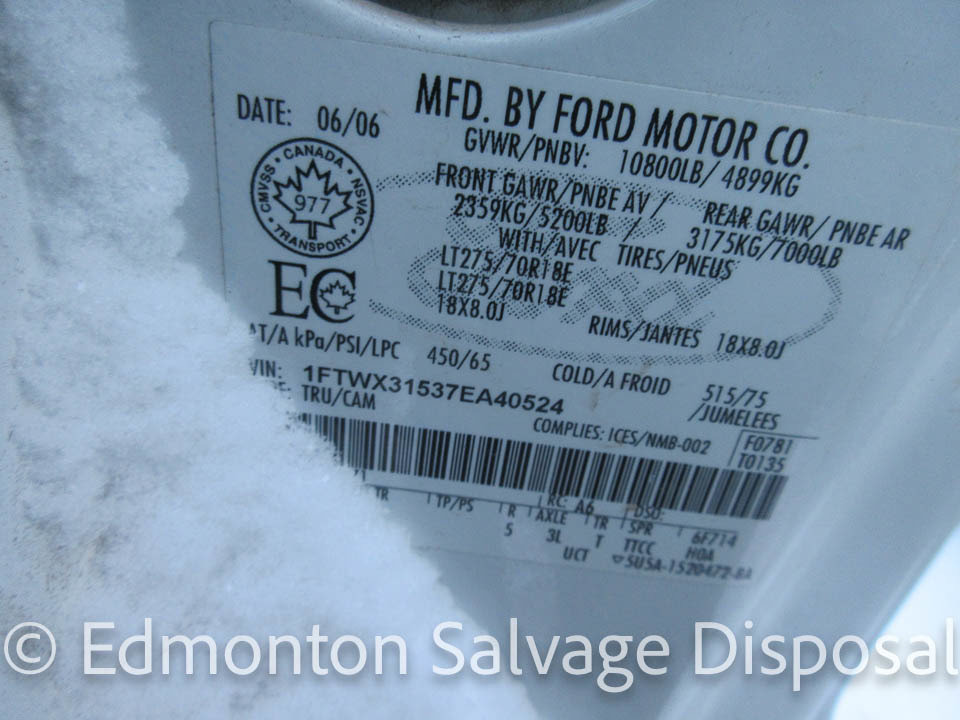 MFD. BY FORD MOTOR CO.
DATE: 06/06
GVWR/PNBV: 10800LB/ 4899KG
FRONT GAWR/PNBE AV / REAR GAWR/ PNBE AR
2359KG/5200LB / 3175KG/7000LB
WITH/AVEC TIRES/PNEUS
LT275/70R18E
LT275/70R18E
18X8.0J RIMS/JANTES 18X8.0J
CANADA
CMVSS NSVAC
977
TRANSPORT
EC
AT/A kPa/PSI/LPC 450/65 COLD/A FROID 515/75
/JUMELEES
VIN: 1FTWX31537EA40524
TRU/CAM
COMPLIES: ICES/NMB-002 F0781
T0135
RC: A6 DSO:
TR TP/PS R AXLE TR SPR 6F714
5 3L T TTCC H0A
UCT 5U5A-1520472-BA
© Edmonton Salvage Disposal